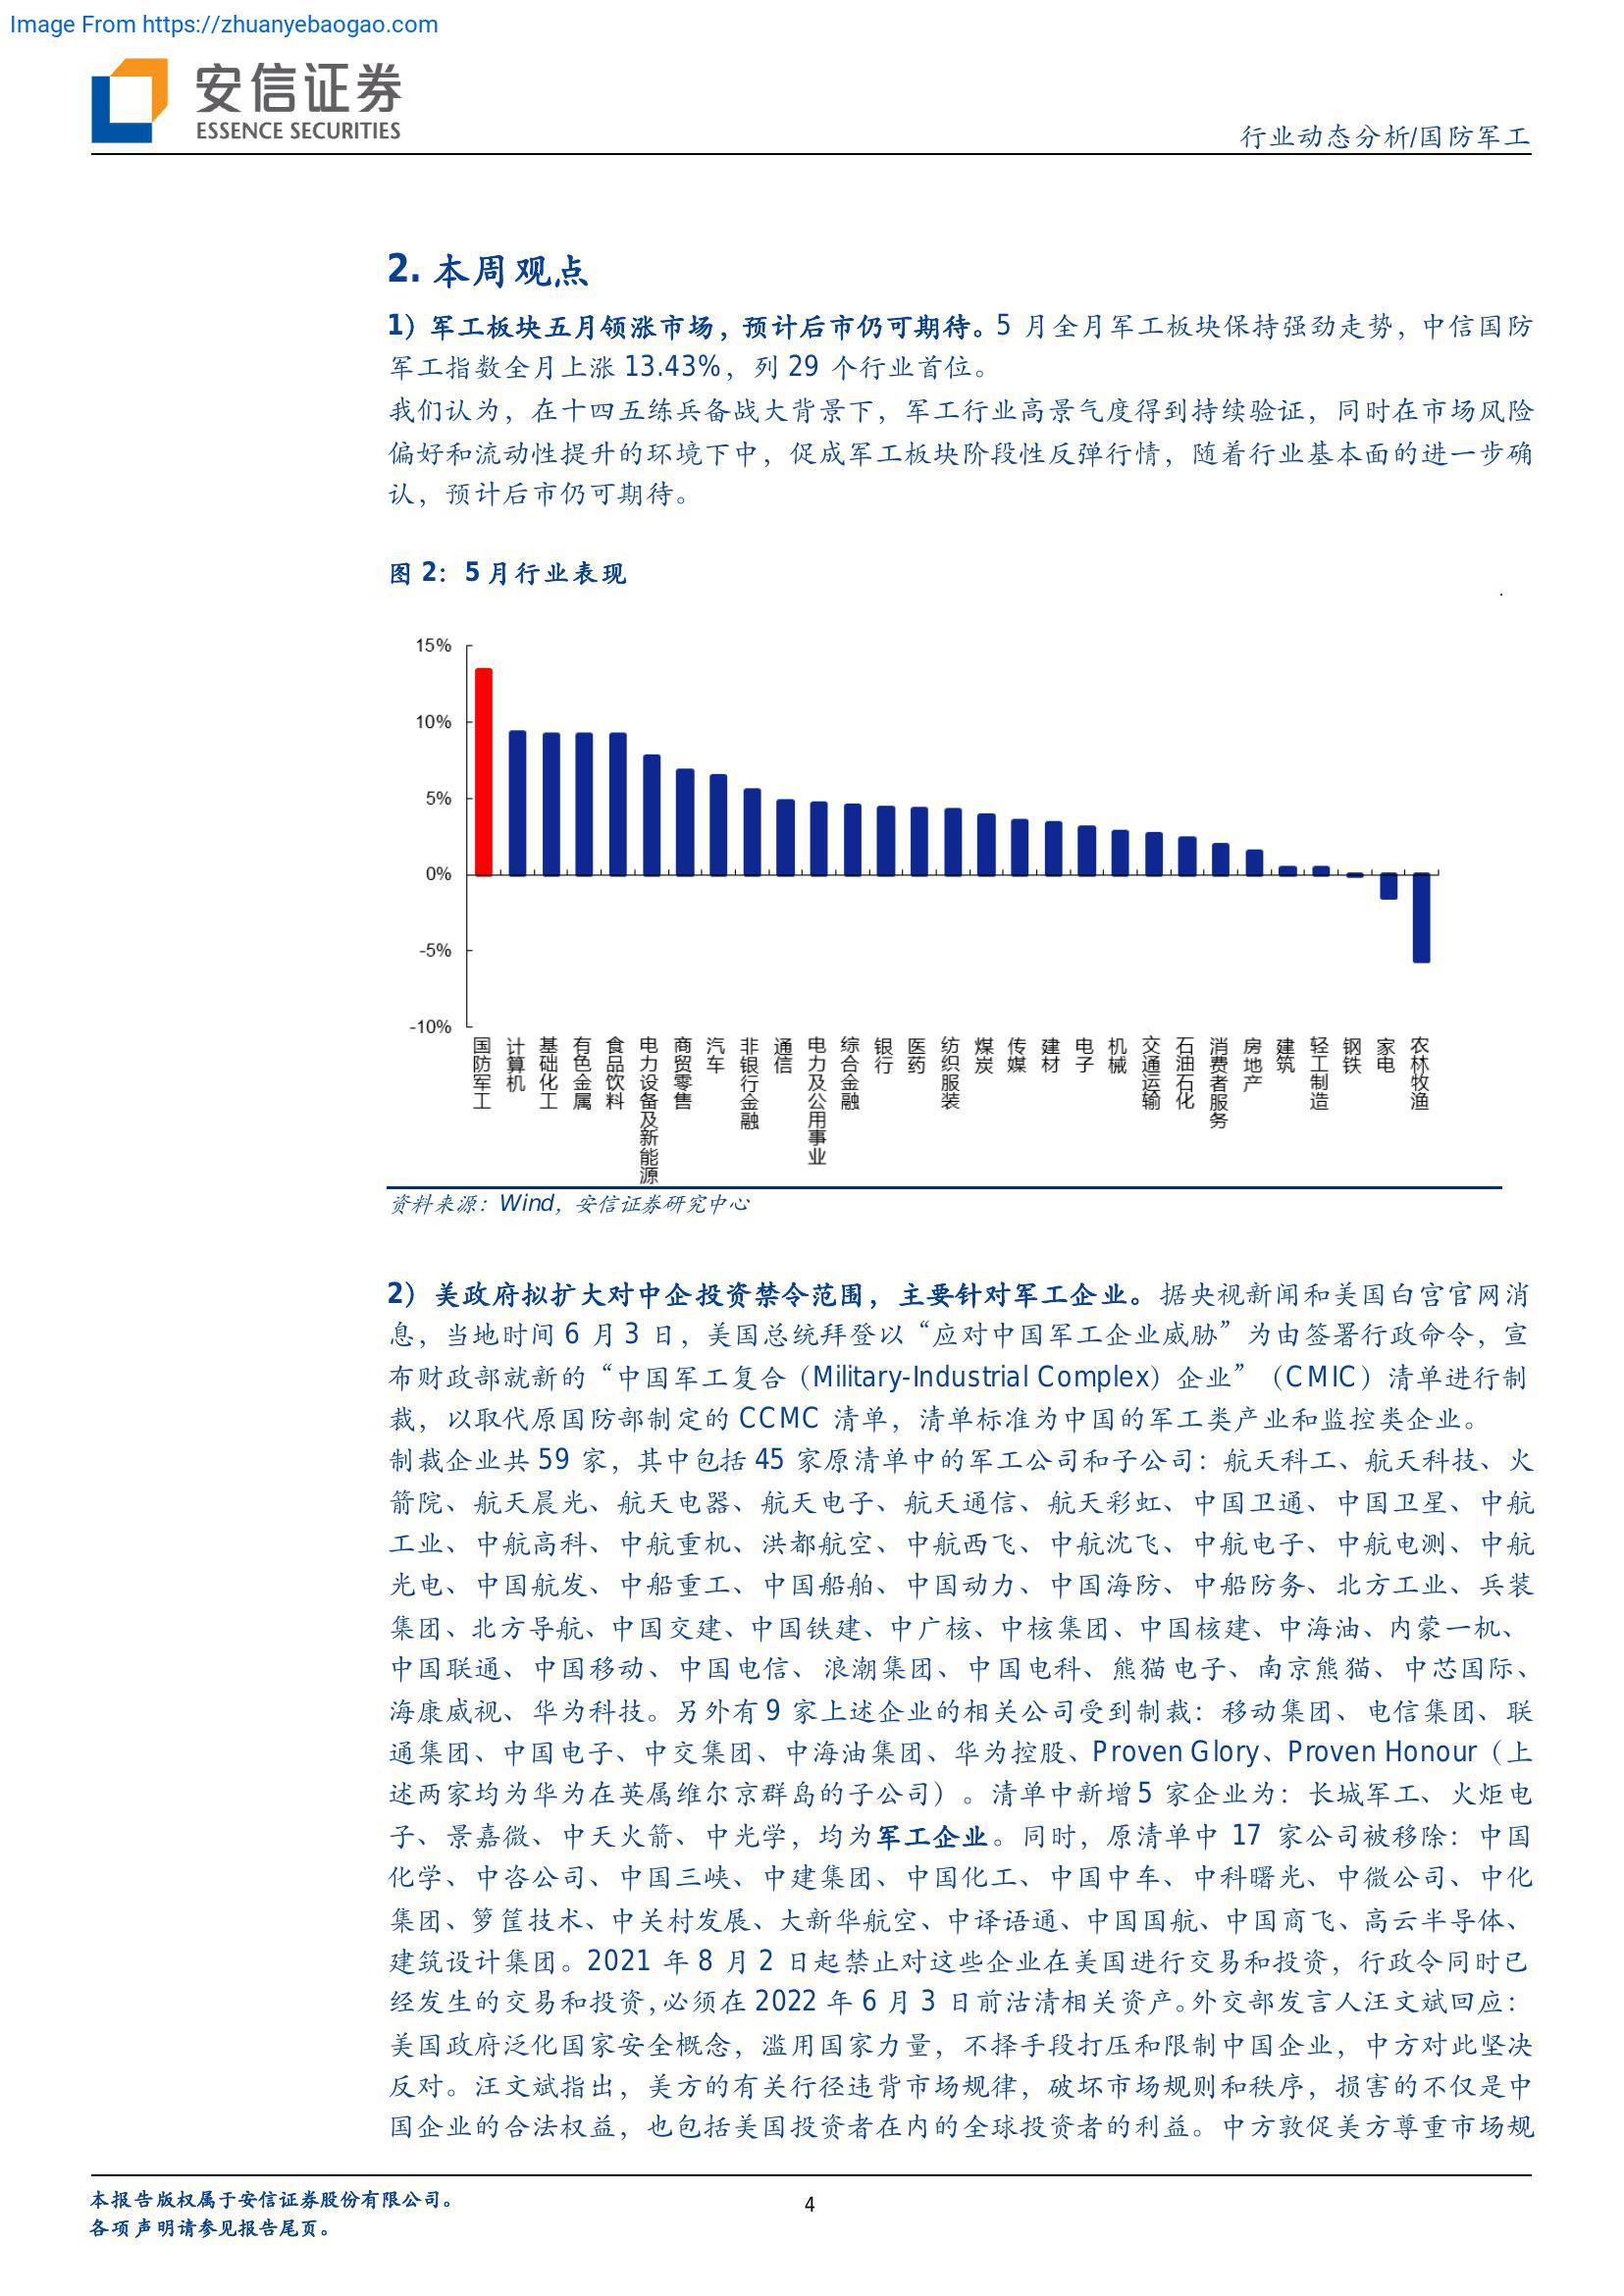 Image From https://zhuanyebaogao.com
安信证券
ESSENCE SECURITIES
行业动态分析/国防军工
2. 本周观点
1）军工板块五月领涨市场，预计后市仍可期待。5 月全月军工板块保持强劲走势，中信国防
军工指数全月上涨 13.43%，列 29 个行业首位。
我们认为，在十四五练兵备战大背景下，军工行业高景气度得到持续验证，同时在市场风险
偏好和流动性提升的环境下中，促成军工板块阶段性反弹行情，随着行业基本面的进一步确
认，预计后市仍可期待。
图 2：5 月行业表现
15%
10%
5%
0%
-5%
-10%
国防军工
计算机
基础化工
有色金属
食品饮料
电力设备及新能源
商贸零售
汽车
非银行金融
通信
电力及公用事业
综合金融
银行
医药
纺织服装
煤炭
传媒
建材
电子
机械
交通运输
石油石化
消费者服务
房地产
建筑
轻工制造
钢铁
家电
农林牧渔
资料来源：Wind，安信证券研究中心
2）美政府拟扩大对中企投资禁令范围，主要针对军工企业。据央视新闻和美国白宫官网消
息，当地时间 6 月 3 日，美国总统拜登以“应对中国军工企业威胁”为由签署行政命令，宣
布财政部就新的“中国军工复合（Military-Industrial Complex）企业”（CMIC）清单进行制
裁，以取代原国防部制定的 CCMC 清单，清单标准为中国的军工类产业和监控类企业。
制裁企业共 59 家，其中包括 45 家原清单中的军工公司和子公司：航天科工、航天科技、火
箭院、航天晨光、航天电器、航天电子、航天通信、航天彩虹、中国卫通、中国卫星、中航
工业、中航高科、中航重机、洪都航空、中航西飞、中航沈飞、中航电子、中航电测、中航
光电、中国航发、中船重工、中国船舶、中国动力、中国海防、中船防务、北方工业、兵装
集团、北方导航、中国交建、中国铁建、中广核、中核集团、中国核建、中海油、内蒙一机、
中国联通、中国移动、中国电信、浪潮集团、中国电科、熊猫电子、南京熊猫、中芯国际、
海康威视、华为科技。另外有 9 家上述企业的相关公司受到制裁：移动集团、电信集团、联
通集团、中国电子、中交集团、中海油集团、华为控股、Proven Glory、Proven Honour（上
述两家均为华为在英属维尔京群岛的子公司）。清单中新增 5 家企业为：长城军工、火炬电
子、景嘉微、中天火箭、中光学，均为军工企业。同时，原清单中 17 家公司被移除：中国
化学、中咨公司、中国三峡、中建集团、中国化工、中国中车、中科曙光、中微公司、中化
集团、箩筐技术、中关村发展、大新华航空、中译语通、中国国航、中国商飞、高云半导体、
建筑设计集团。2021 年 8 月 2 日起禁止对这些企业在美国进行交易和投资，行政令同时已
经发生的交易和投资，必须在 2022 年 6 月 3 日前沽清相关资产。外交部发言人汪文斌回应：
美国政府泛化国家安全概念，滥用国家力量，不择手段打压和限制中国企业，中方对此坚决
反对。汪文斌指出，美方的有关行径违背市场规律，破坏市场规则和秩序，损害的不仅是中
国企业的合法权益，也包括美国投资者在内的全球投资者的利益。中方敦促美方尊重市场规
本报告版权属于安信证券股份有限公司。
各项声明请参见报告尾页。
4